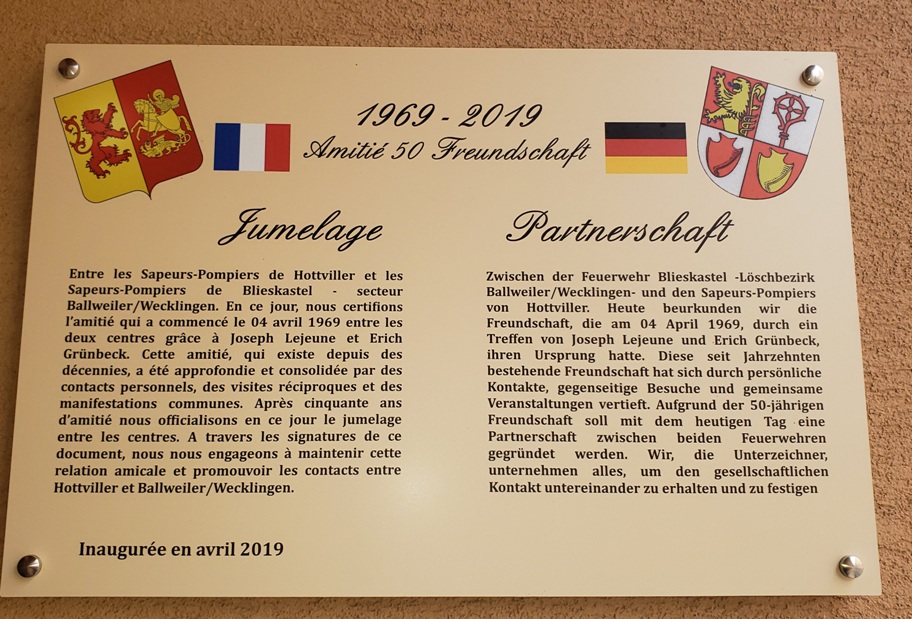 1969 - 2019
Amitié 50 Freundschaft
Jumelage
Entre les Sapeurs-Pompiers de Hottviller et les
Sapeurs-Pompiers de Blieskastel - secteur
Ballweiler/Wecklingen. En ce jour, nous certifions
l'amitié qui a commencé le 04 avril 1969 entre les
deux centres grâce à Joseph Lejeune et Erich
Grünbeck. Cette amitié, qui existe depuis des
décennies, a été approfondie et consolidée par des
contacts personnels, des visites réciproques et des
manifestations communes. Après cinquante ans
d'amitié nous officialisons en ce jour le jumelage
entre les centres. A travers les signatures de ce
document, nous nous engageons à maintenir cette
relation amicale et promouvoir les contacts entre
Hottviller et Ballweiler/Wecklingen.
Partnerschaft
Zwischen der Feuerwehr Blieskastel -Löschbezirk
Ballweiler/Wecklingen- und den Sapeurs-Pompiers
von Hottviller. Heute beurkunden wir die
Freundschaft, die am 04 April 1969, durch ein
Treffen von Joseph Lejeune und Erich Grünbeck,
ihren Ursprung hatte. Diese seit Jahrzehnten
bestehende Freundschaft hat sich durch persönliche
Kontakte, gegenseitige Besuche und gemeinsame
Veranstaltungen vertieft. Aufgrund der 50-jährigen
Freundschaft soll mit dem heutigen Tag eine
Partnerschaft zwischen beiden Feuerwehren
gegründet werden. Wir, die Unterzeichner,
unternehmen alles, um den gesellschaftlichen
Kontakt untereinander zu erhalten und zu festigen
Inaugurée en avril 2019